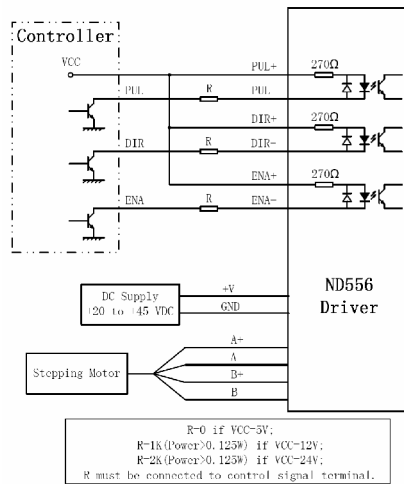 Controller
VCC
PUL+
270Ω
PUL
R
PUL
DIR+
270Ω
DIR
R
DIR-
ENA+
270Ω
ENA
R
ENA-
ND556
Driver
DC Supply
+20 to +45 VDC
+V
GND
Stepping Motor
A+
A
B+
B
R-0 if VCC-5V;
R-1K(Power>0.125W) if VCC-12V;
R-2K(Power>0.125W) if VCC-24V;
R must be connected to control signal terminal.